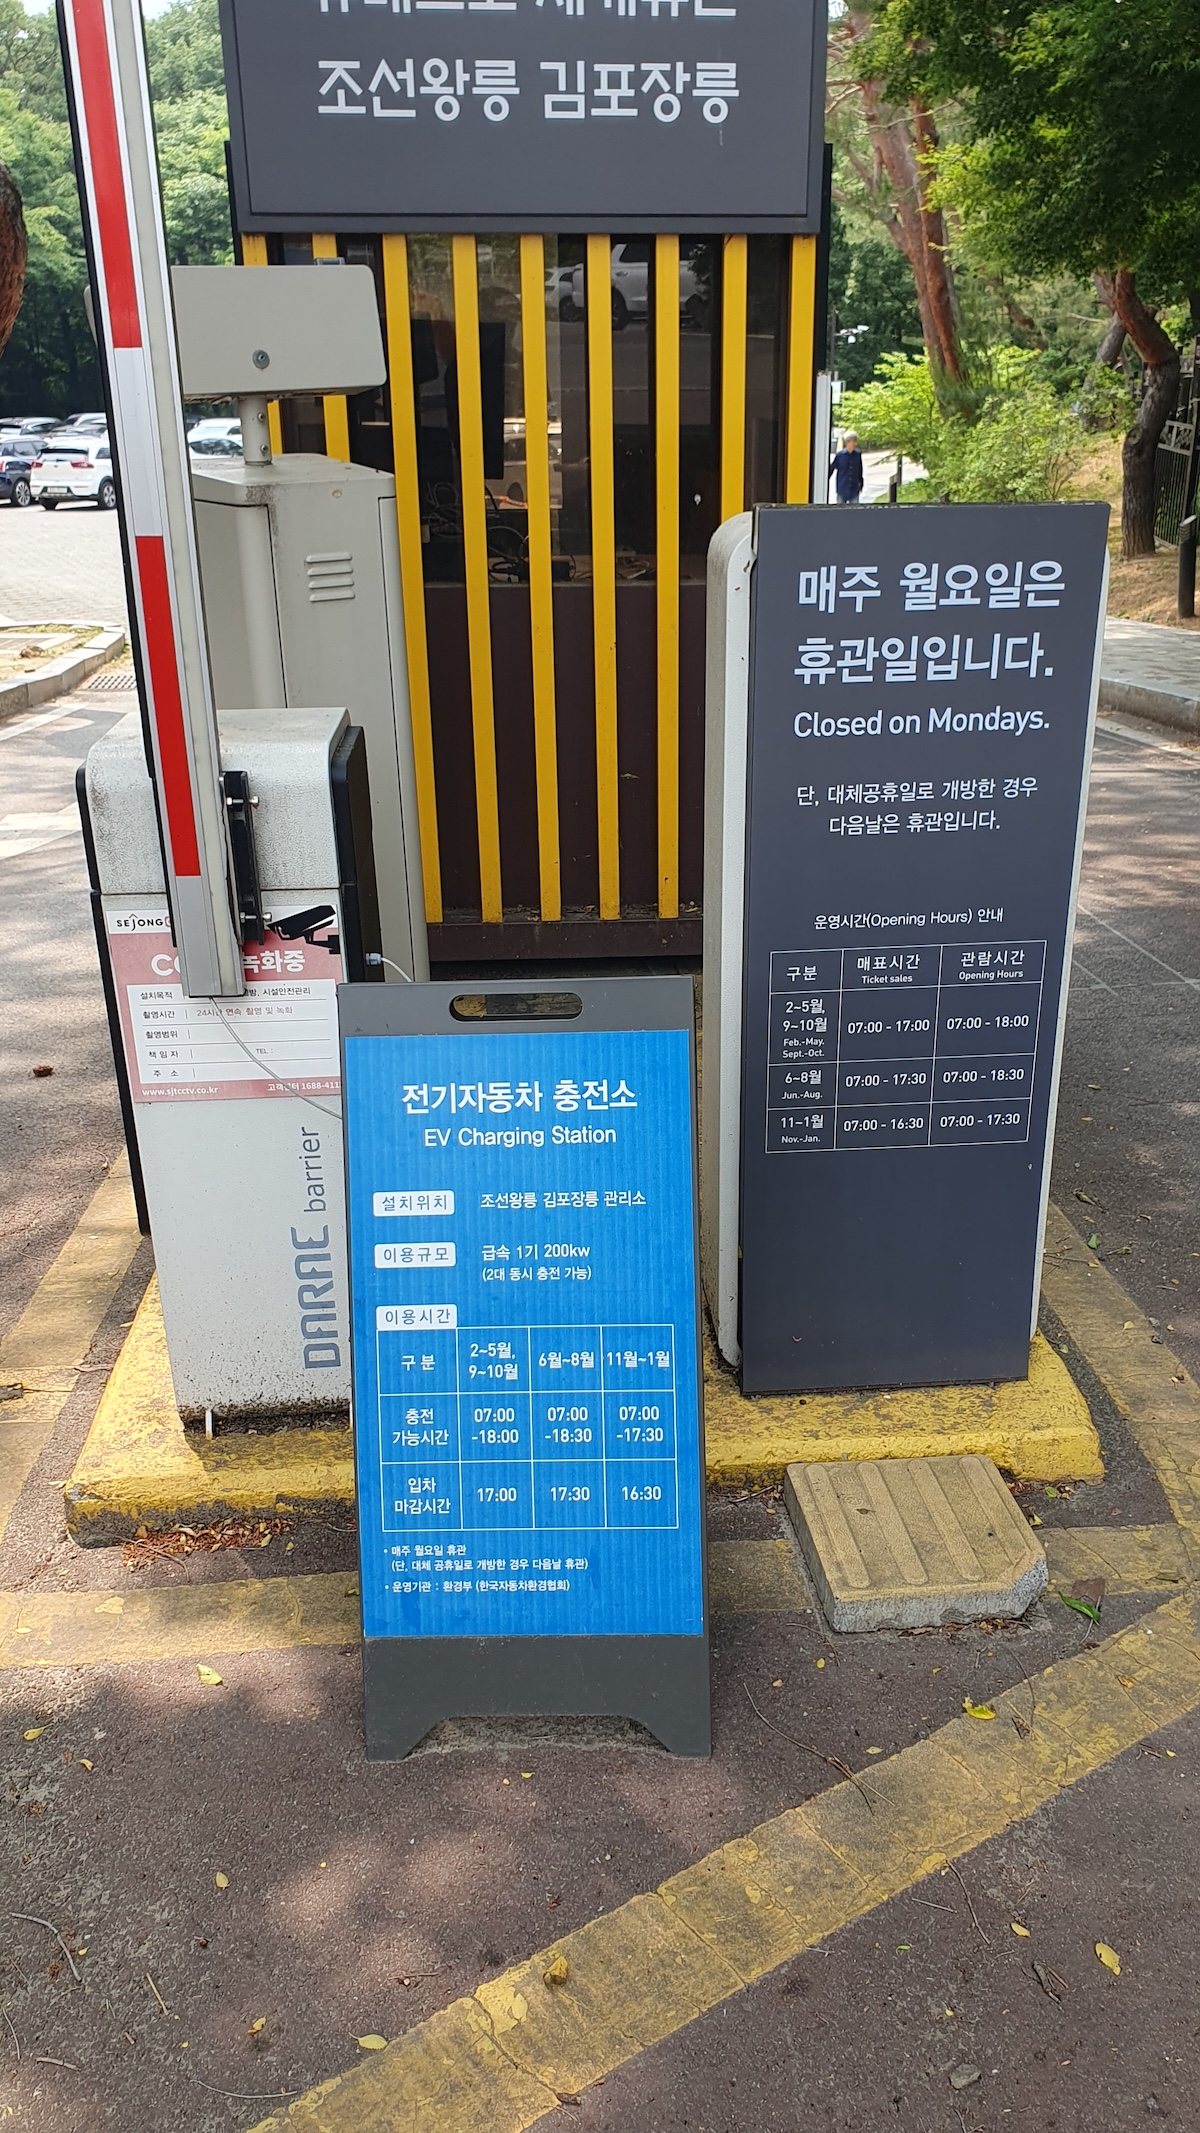 조선왕릉 김포장릉
매주 월요일은
휴관일입니다.
Closed on Mondays.
단, 대체공휴일로 개방한 경우
다음날은 휴관입니다.
운영시간(Opening Hours) 안내
구분 매표시간 관람시간
Ticket sales Opening Hours
2~5월,
9~10월 07:00 - 17:00 07:00 - 18:00
Feb.-May.
Sept.-Oct.
6~8월 07:00 - 17:30 07:00 - 18:30
Jun.-Aug.
11~1월 07:00 - 16:30 07:00 - 17:30
Nov.-Jan.
SEJONG
녹화중
설치목적 시설안전관리
촬영시간 24시간 연속 촬영 및 녹화
촬영범위
책임자 TEL :
주 소
www.sjtcctv.co.kr 고객센터 1688-411
DARAE barrier
전기자동차 충전소
EV Charging Station
설치위치 조선왕릉 김포장릉 관리소
이용규모 급속 1기 200kw
(2대 동시 충전 가능)
이용시간
구 분 2~5월, 9~10월 6월~8월 11월~1월
충전 가능시간 07:00 -18:00 07:00 -18:30 07:00 -17:30
입차 마감시간 17:00 17:30 16:30
• 매주 월요일 휴관
(단, 대체 공휴일로 개방한 경우 다음날 휴관)
• 운영기관 : 환경부 (한국자동차환경협회)